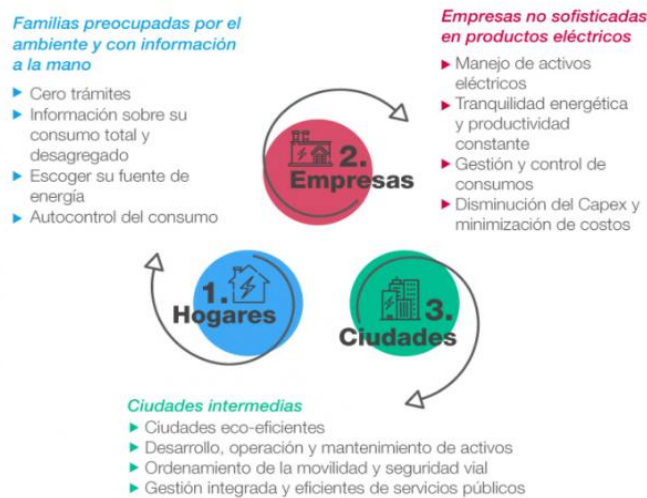 Familias preocupadas por el
ambiente y con información
a la mano
Cero trámites
Información sobre su
consumo total y
desagregado
Escoger su fuente de
energía
Autocontrol del consumo
Empresas no sofisticadas
en productos eléctricos
Manejo de activos
eléctricos
Tranquilidad energética
y productividad
constante
Gestión y control de
consumos
Disminución del Capex y
minimización de costos
2.
Empresas
1.
Hogares
3.
Ciudades
Ciudades intermedias
Ciudades eco-eficientes
Desarrollo, operación y mantenimiento de activos
Ordenamiento de la movilidad y seguridad vial
Gestión integrada y eficientes de servicios públicos